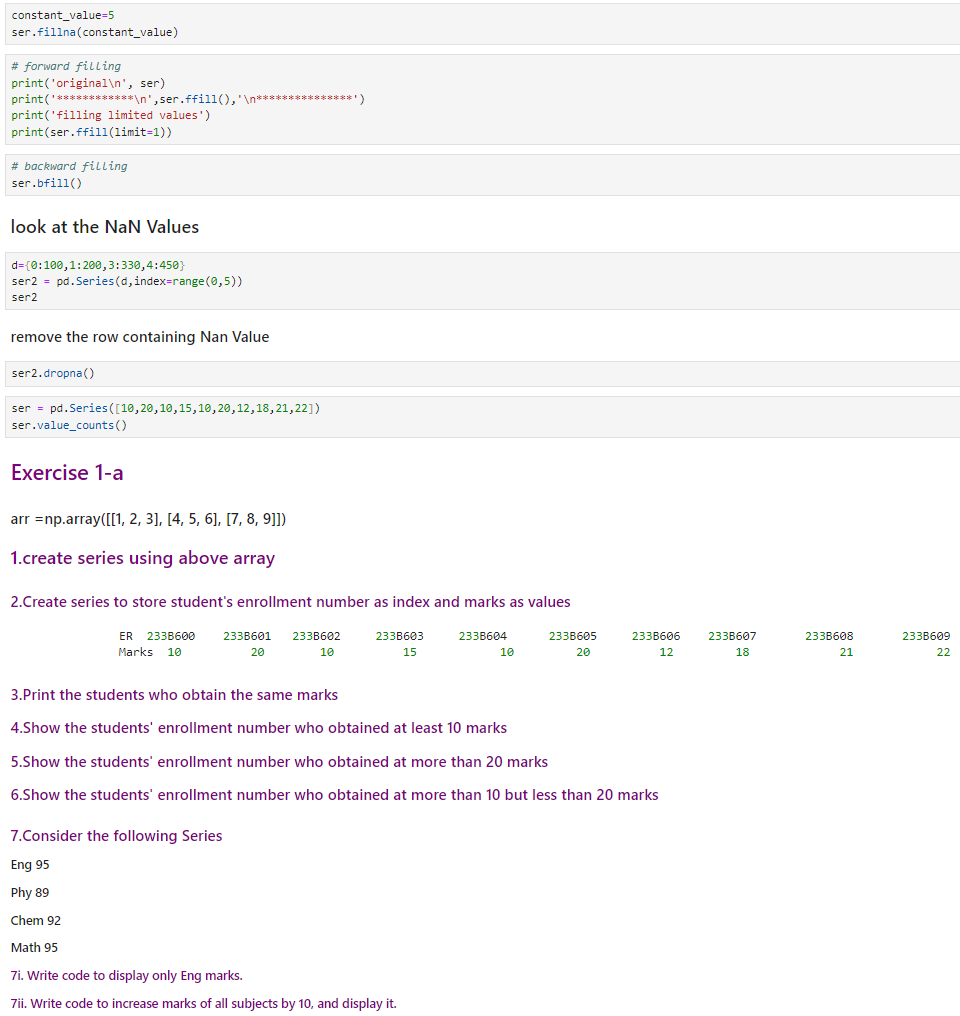 constant_value=5
ser.fillna(constant_value)
# forward filling
print('original\n', ser)
print('************\n',ser.ffill(),'\n***************')
print('filling limited values')
print(ser.ffill(limit=1))
# backward filling
ser.bfill()
look at the NaN Values
d={0:100,1:200,3:330,4:450}
ser2 = pd.Series(d,index=range(0,5))
ser2
remove the row containing Nan Value
ser2.dropna()
ser = pd.Series([10,20,10,15,10,20,12,18,21,22])
ser.value_counts()
Exercise 1-a
arr =np.array([[1, 2, 3], [4, 5, 6], [7, 8, 9]])
1.create series using above array
2.Create series to store student's enrollment number as index and marks as values
ER 233B600 233B601 233B602 233B603 233B604 233B605 233B606 233B607 233B608 233B609
Marks 10 20 10 15 10 20 12 18 21 22
3.Print the students who obtain the same marks
4.Show the students' enrollment number who obtained at least 10 marks
5.Show the students' enrollment number who obtained at more than 20 marks
6.Show the students' enrollment number who obtained at more than 10 but less than 20 marks
7.Consider the following Series
Eng 95
Phy 89
Chem 92
Math 95
7i. Write code to display only Eng marks.
7ii. Write code to increase marks of all subjects by 10, and display it.